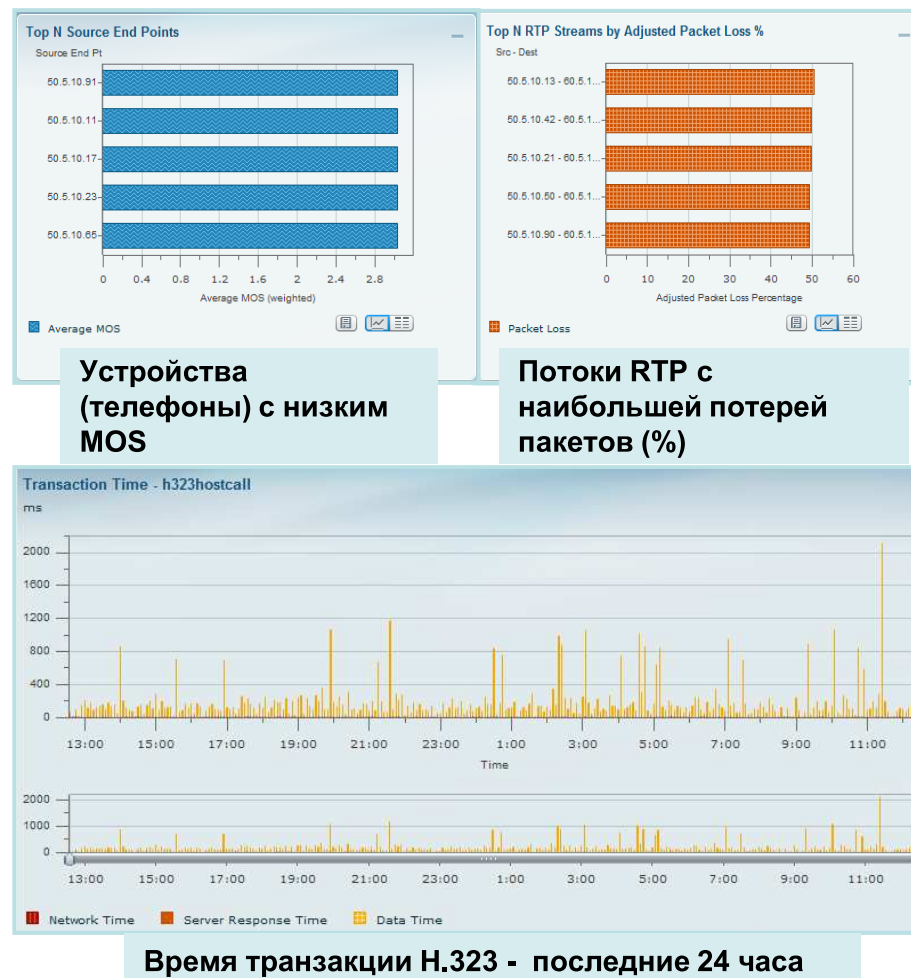 Top N Source End Points
Source End Pt
50.5.10.91
50.5.10.11
50.5.10.17
50.5.10.23
50.5.10.65
0 0.4 0.8 1.2 1.6 2 2.4 2.8
Average MOS (weighted)
Average MOS
Устройства
(телефоны) с низким
MOS
Top N RTP Streams by Adjusted Packet Loss %
Src - Dest
50.5.10.13 - 60.5.1...
50.5.10.42 - 60.5.1...
50.5.10.21 - 60.5.1...
50.5.10.50 - 60.5.1...
50.5.10.90 - 60.5.1...
0 10 20 30 40 50 60
Adjusted Packet Loss Percentage
Packet Loss
Потоки RTP с
наибольшей потерей
пакетов (%)
Transaction Time - h323hostcall
ms
2000
1600
1200
800
400
0
13:00 15:00 17:00 19:00 21:00 23:00 1:00 3:00 5:00 7:00 9:00 11:00
Time
2000
1000
0
13:00 15:00 17:00 19:00 21:00 23:00 1:00 3:00 5:00 7:00 9:00 11:00
Network Time Server Response Time Data Time
Время транзакции H.323 - последние 24 часа